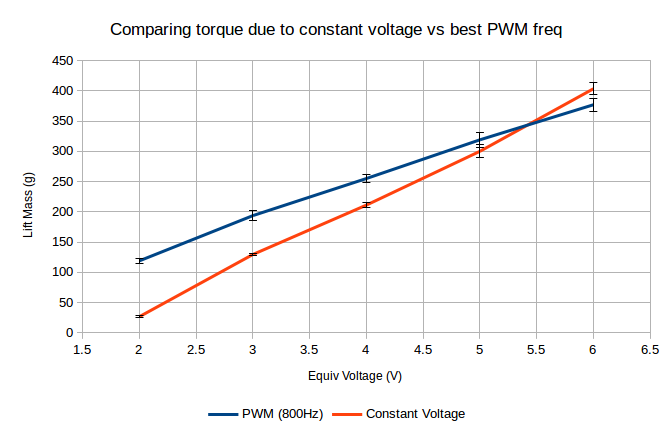 Comparing torque due to constant voltage vs best PWM freq
450
400
350
300
250
200
150
100
50
0
Lift Mass (g)
1.5 2 2.5 3 3.5 4 4.5 5 5.5 6 6.5
Equiv Voltage (V)
PWM (800Hz) Constant Voltage